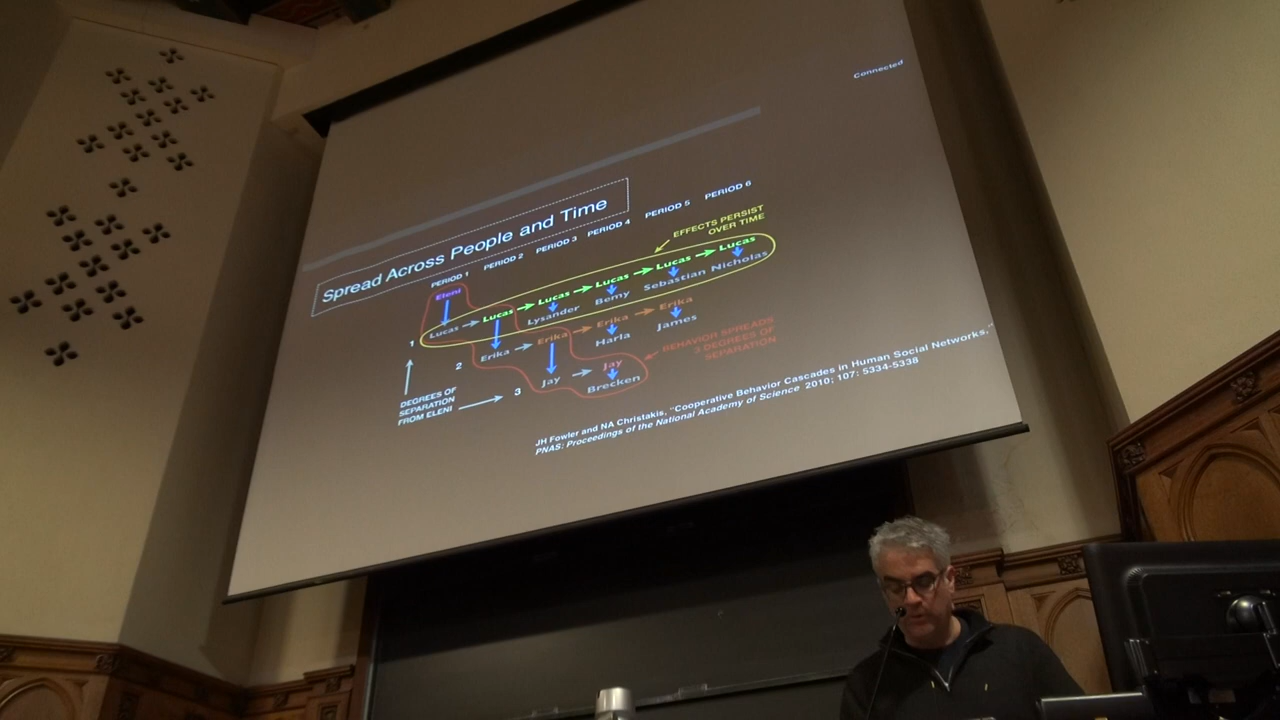 Connected
Spread Across People and Time
PERIOD 1 PERIOD 2 PERIOD 3 PERIOD 4 PERIOD 5 PERIOD 6
EFFECTS PERSIST
OVER TIME
Eleni
Lucas Lucas Lucas Lucas Lucas Lucas
Lysander Bemy Sebastian Nicholas
1
Erika Erika Erika Erika
Harla James
2
BEHAVIOR SPREADS
3 DEGREES OF
SEPARATION
Jay Jay
Brecken
3
DEGREES OF
SEPARATION
FROM ELENI
JH Fowler and NA Christakis, "Cooperative Behavior Cascades in Human Social Networks,"
PNAS: Proceedings of the National Academy of Science 2010; 107: 5334-5338